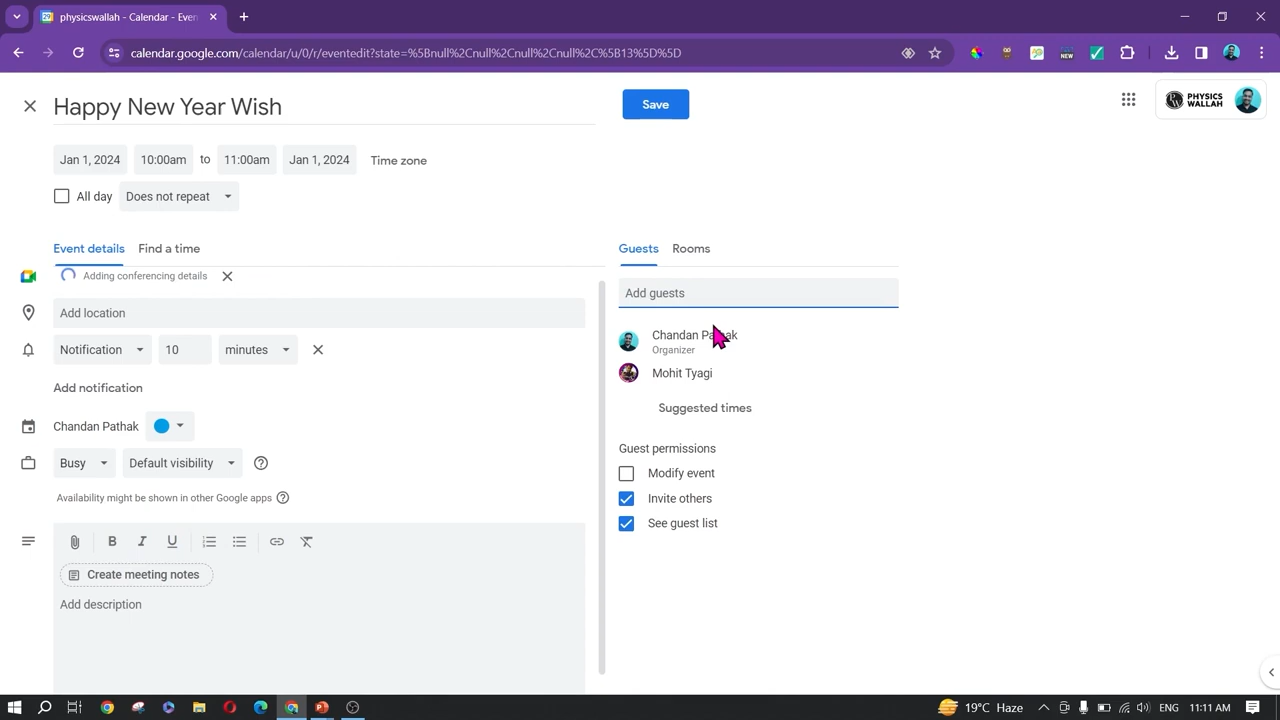 physicswallah - Calendar - Even
calendar.google.com/calendar/u/0/r/eventedit?state=%5Bnull%2Cnull%2Cnull%2Cnull%2C%5B13%5D%5D
NEW
Happy New Year Wish
Save
PHYSICS
WALLAH
Jan 1, 2024 10:00am to 11:00am Jan 1, 2024 Time zone
All day Does not repeat
Event details Find a time
Adding conferencing details
Add location
Notification 10 minutes
Add notification
Chandan Pathak
Busy Default visibility
Availability might be shown in other Google apps
Create meeting notes
Add description
Guests Rooms
Add guests
Chandan Pathak
Organizer
Mohit Tyagi
Suggested times
Guest permissions
Modify event
Invite others
See guest list
19°C Haze ENG 11:11 AM